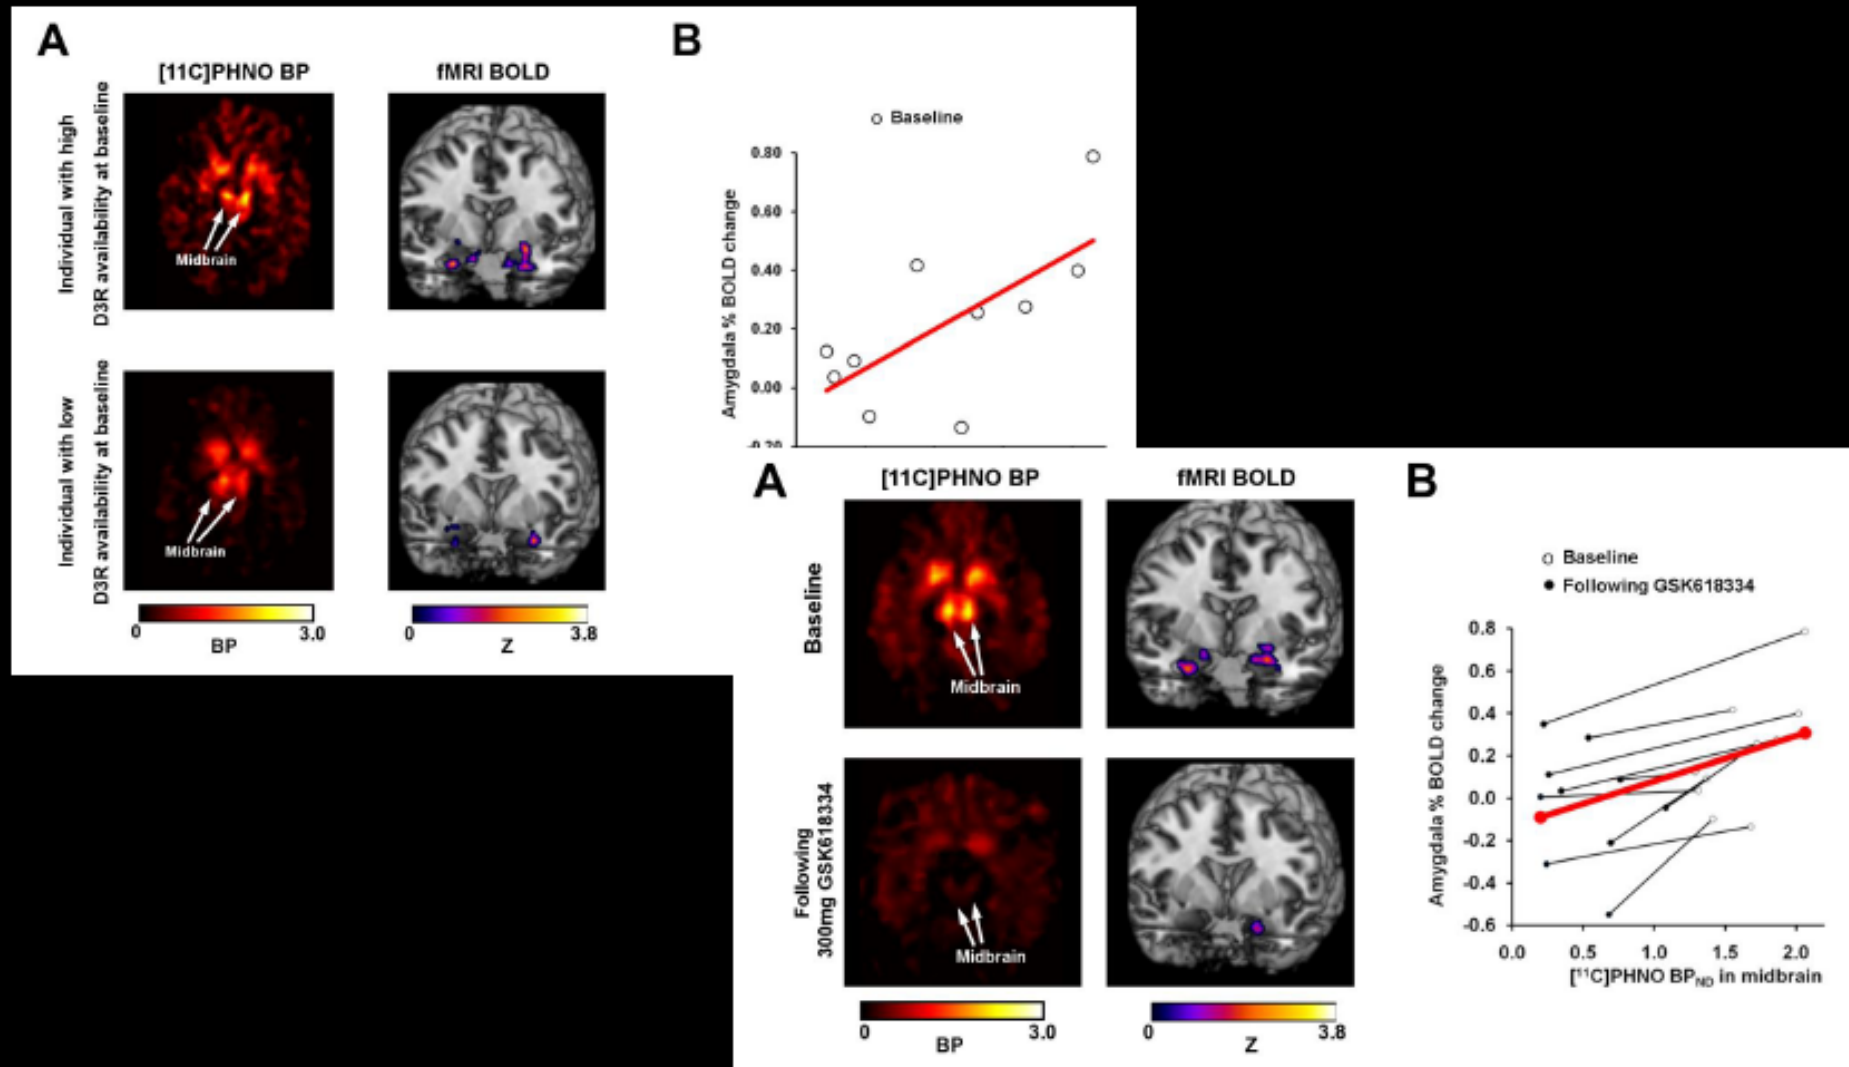 A
[11C]PHNO BP
fMRI BOLD
Individual with high
D3R availability at baseline
Midbrain
Individual with low
D3R availability at baseline
Midbrain
0
3.0
BP
0
3.8
Z
B
Baseline
0.80
0.60
0.40
0.20
0.00
-0.20
Amygdala % BOLD change
A
[11C]PHNO BP
fMRI BOLD
Baseline
Midbrain
Following
300mg GSK618334
Midbrain
0
3.0
BP
0
3.8
Z
B
Baseline
Following GSK618334
0.8
0.6
0.4
0.2
0.0
-0.2
-0.4
-0.6
Amygdala % BOLD change
0.0 0.5 1.0 1.5 2.0
[¹¹C]PHNO BP_ND in midbrain